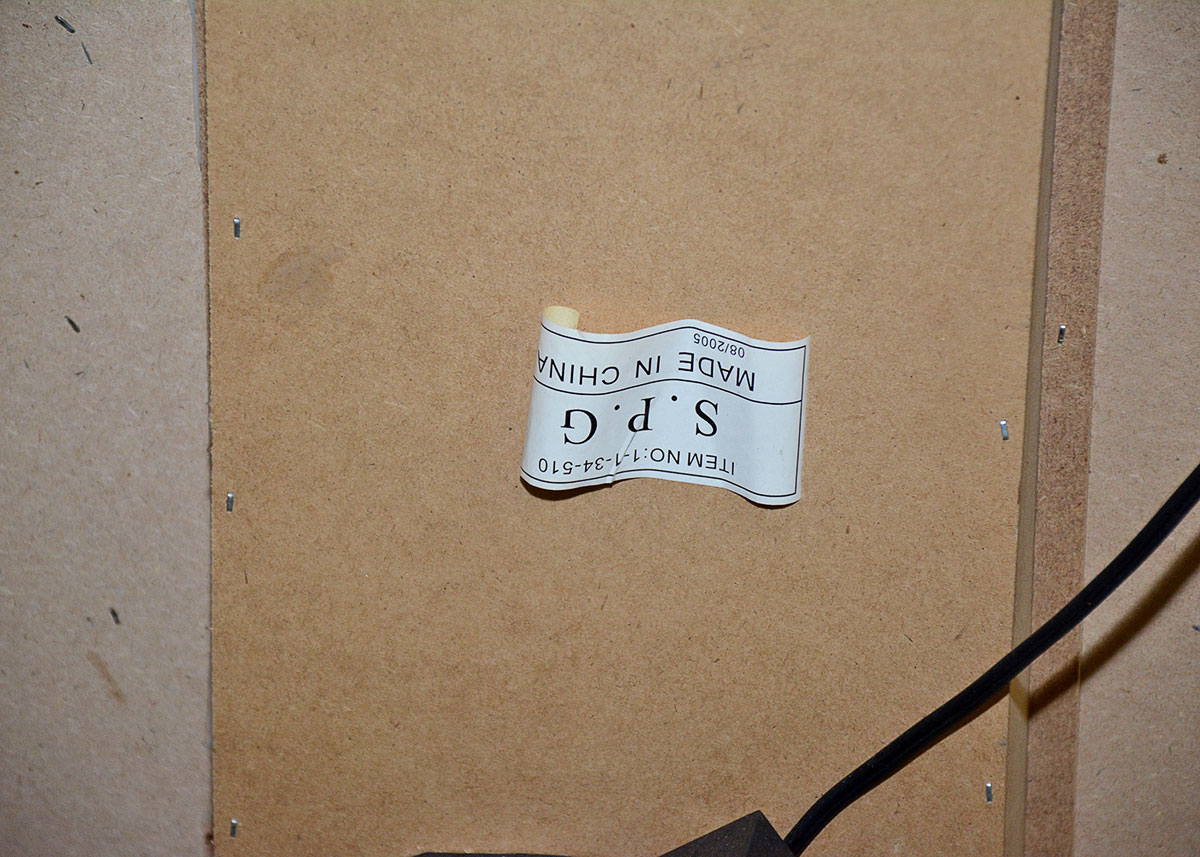 ITEM NO:1-1-34-510
S.P.G
MADE IN CHINA
08/2005